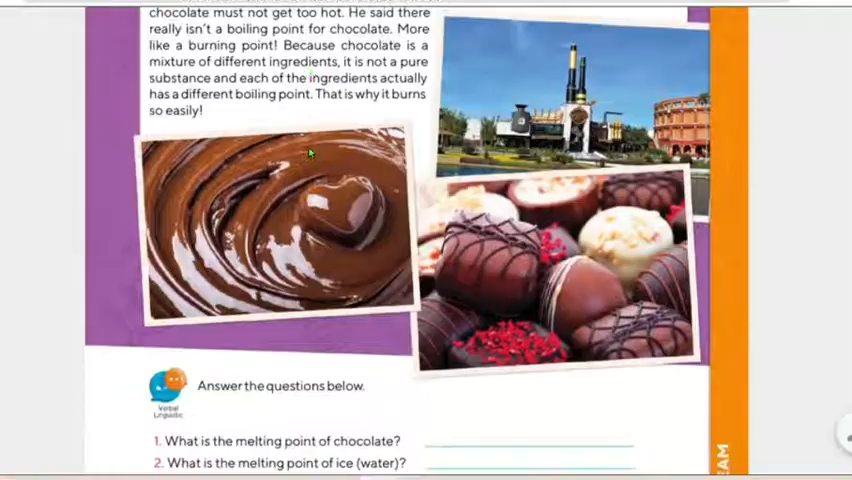 chocolate must not get too hot. He said there
really isn't a boiling point for chocolate. More
like a burning point! Because chocolate is a
mixture of different ingredients, it is not a pure
substance and each of the ingredients actually
has a different boiling point. That is why it burns
so easily!
Verbal
Linguistic
Answer the questions below.
1. What is the melting point of chocolate?
2. What is the melting point of ice (water)?
EAM